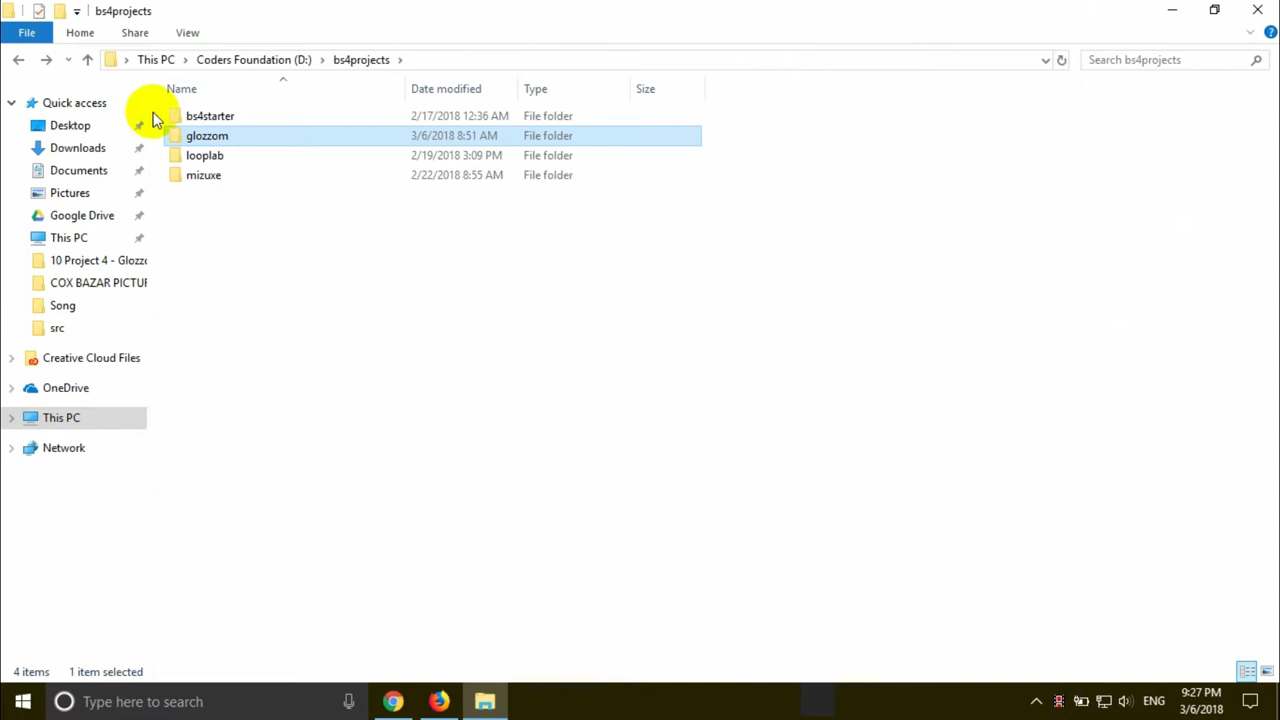 bs4projects
File Home Share View
This PC Coders Foundation (D:) bs4projects Search bs4projects
Name Date modified Type Size
Quick access
Desktop
Downloads
Documents
Pictures
Google Drive
This PC
10 Project 4 - Glozzo
COX BAZAR PICTUR
Song
src
Creative Cloud Files
OneDrive
This PC
Network
bs4starter 2/17/2018 12:36 AM File folder
glozzom 3/6/2018 8:51 AM File folder
looplab 2/19/2018 3:09 PM File folder
mizuxe 2/22/2018 8:55 AM File folder
4 items 1 item selected
Type here to search
ENG
9:27 PM
3/6/2018